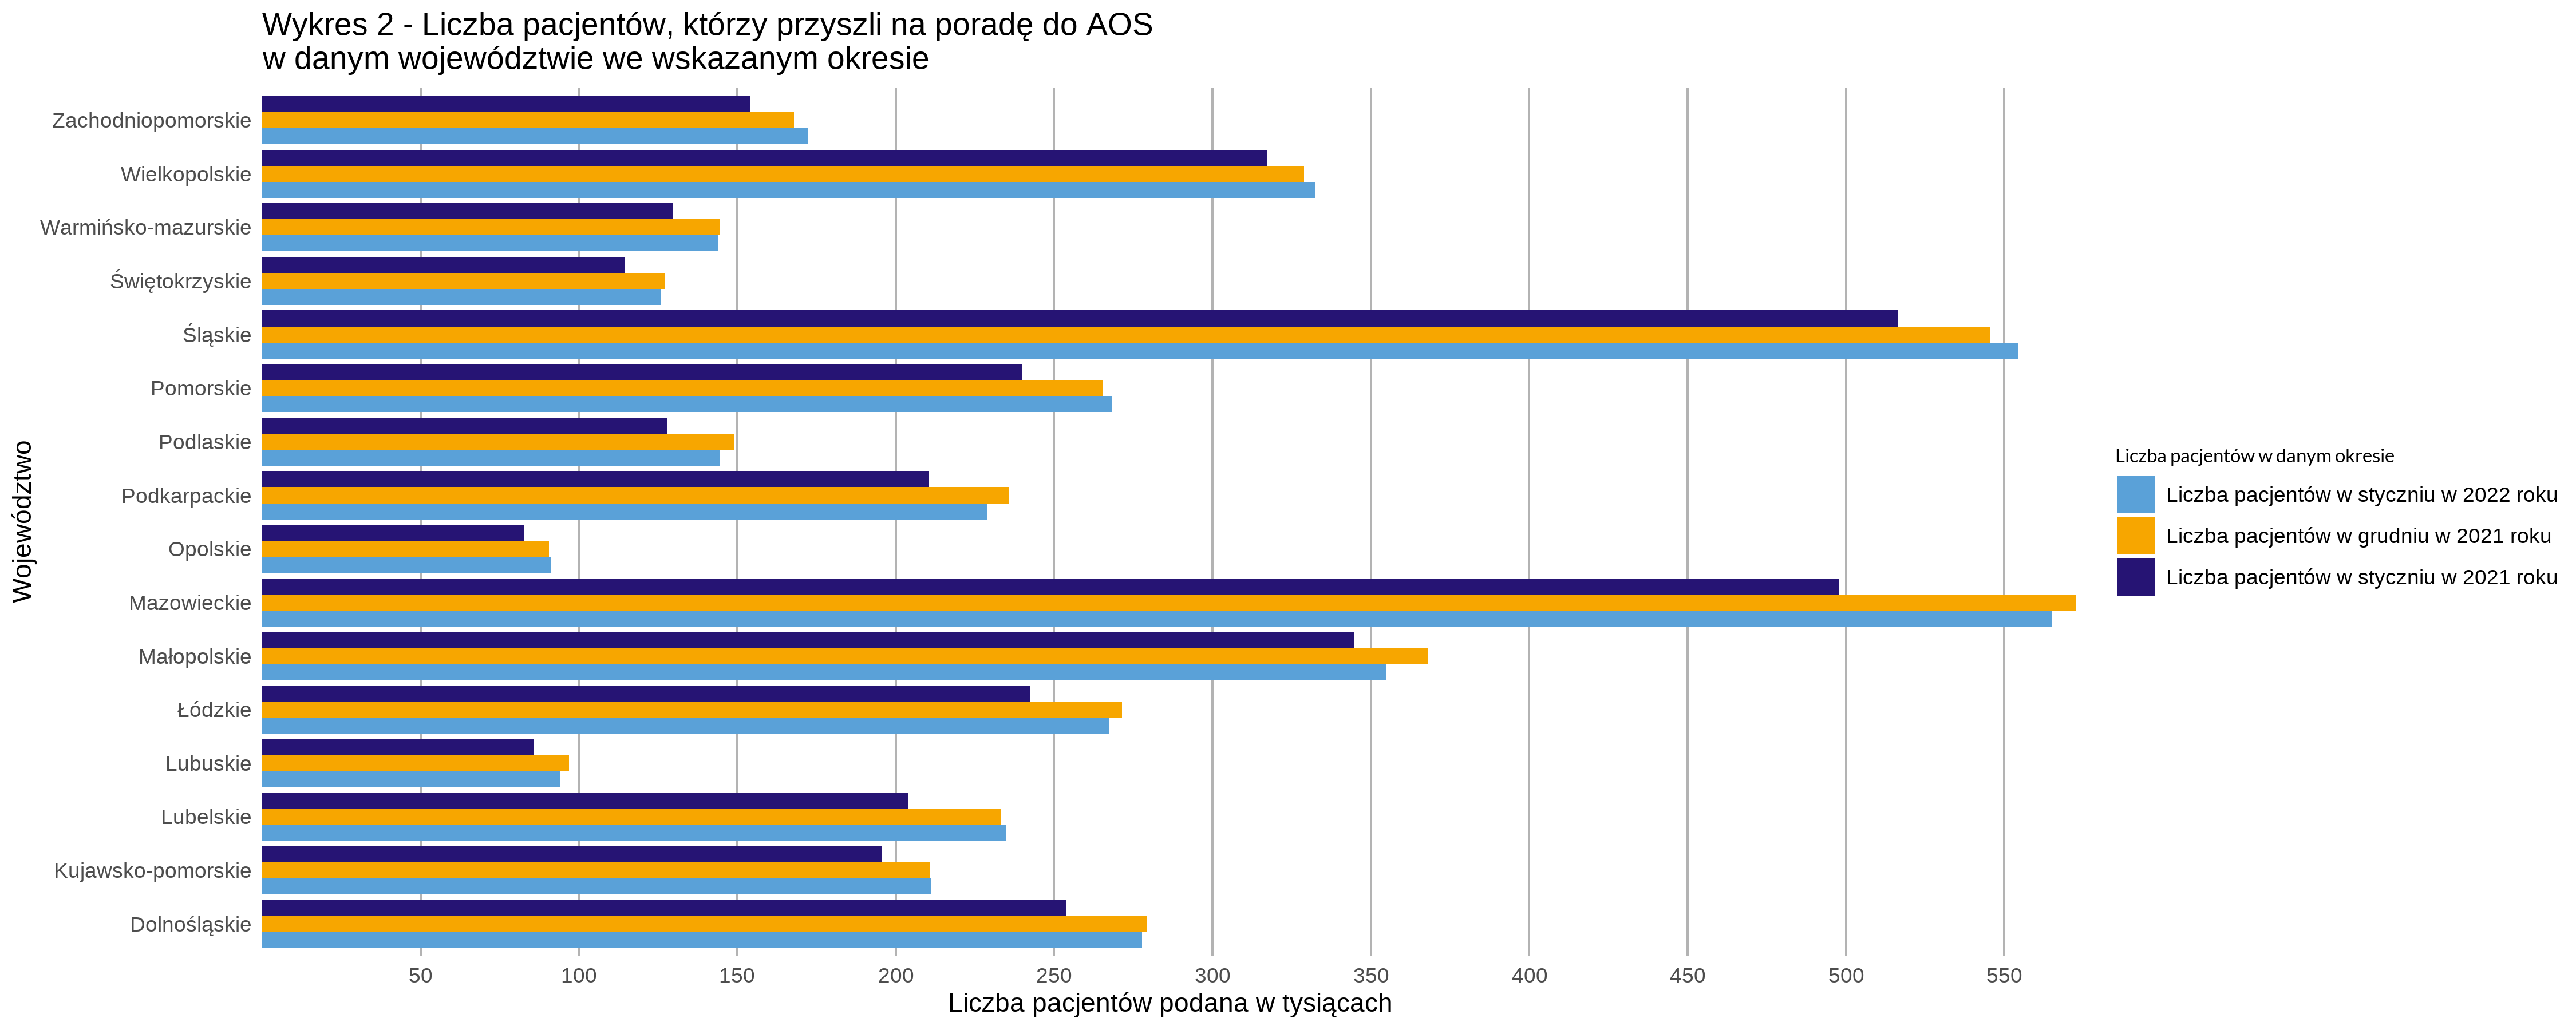 Wykres 2 - Liczba pacjentów, którzy przyszli na poradę do AOS
w danym województwie we wskazanym okresie
Województwo
Zachodniopomorskie
Wielkopolskie
Warmińsko-mazurskie
Świętokrzyskie
Śląskie
Pomorskie
Podlaskie
Podkarpackie
Opolskie
Mazowieckie
Małopolskie
Łódzkie
Lubuskie
Lubelskie
Kujawsko-pomorskie
Dolnośląskie
50 100 150 200 250 300 350 400 450 500 550
Liczba pacjentów podana w tysiącach
Liczba pacjentów w danym okresie
Liczba pacjentów w styczniu w 2022 roku
Liczba pacjentów w grudniu w 2021 roku
Liczba pacjentów w styczniu w 2021 roku